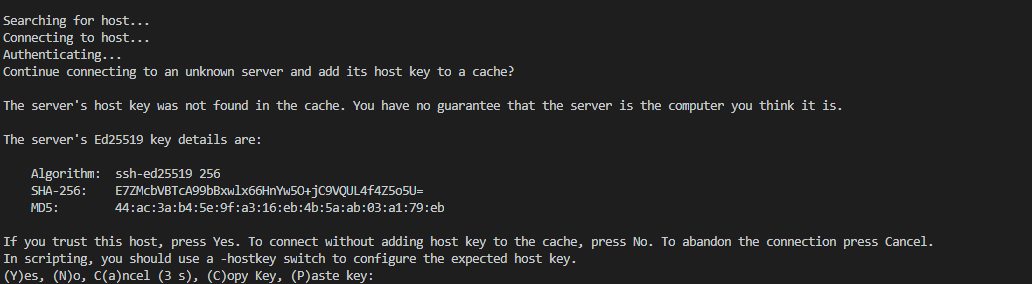 Searching for host...
Connecting to host...
Authenticating...
Continue connecting to an unknown server and add its host key to a cache?
The server's host key was not found in the cache. You have no guarantee that the server is the computer you think it is.
The server's Ed25519 key details are:
Algorithm: ssh-ed25519 256
SHA-256: E7ZMcbVBTcA99bBxwlx66HnYw5O+jC9VQUL4f4Z5o5U=
MD5: 44:ac:3a:b4:5e:9f:a3:16:eb:4b:5a:ab:03:a1:79:eb
If you trust this host, press Yes. To connect without adding host key to the cache, press No. To abandon the connection press Cancel.
In scripting, you should use a -hostkey switch to configure the expected host key.
(Y)es, (N)o, C(a)ncel (3 s), (C)opy Key, (P)aste key: